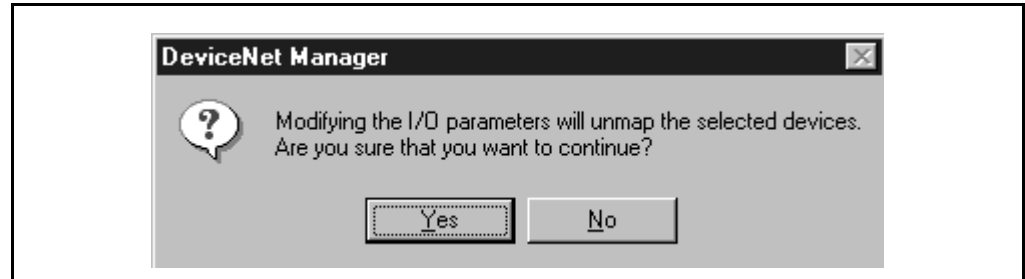 DeviceNet Manager
Modifying the I/O parameters will unmap the selected devices.
Are you sure that you want to continue?
Yes
No